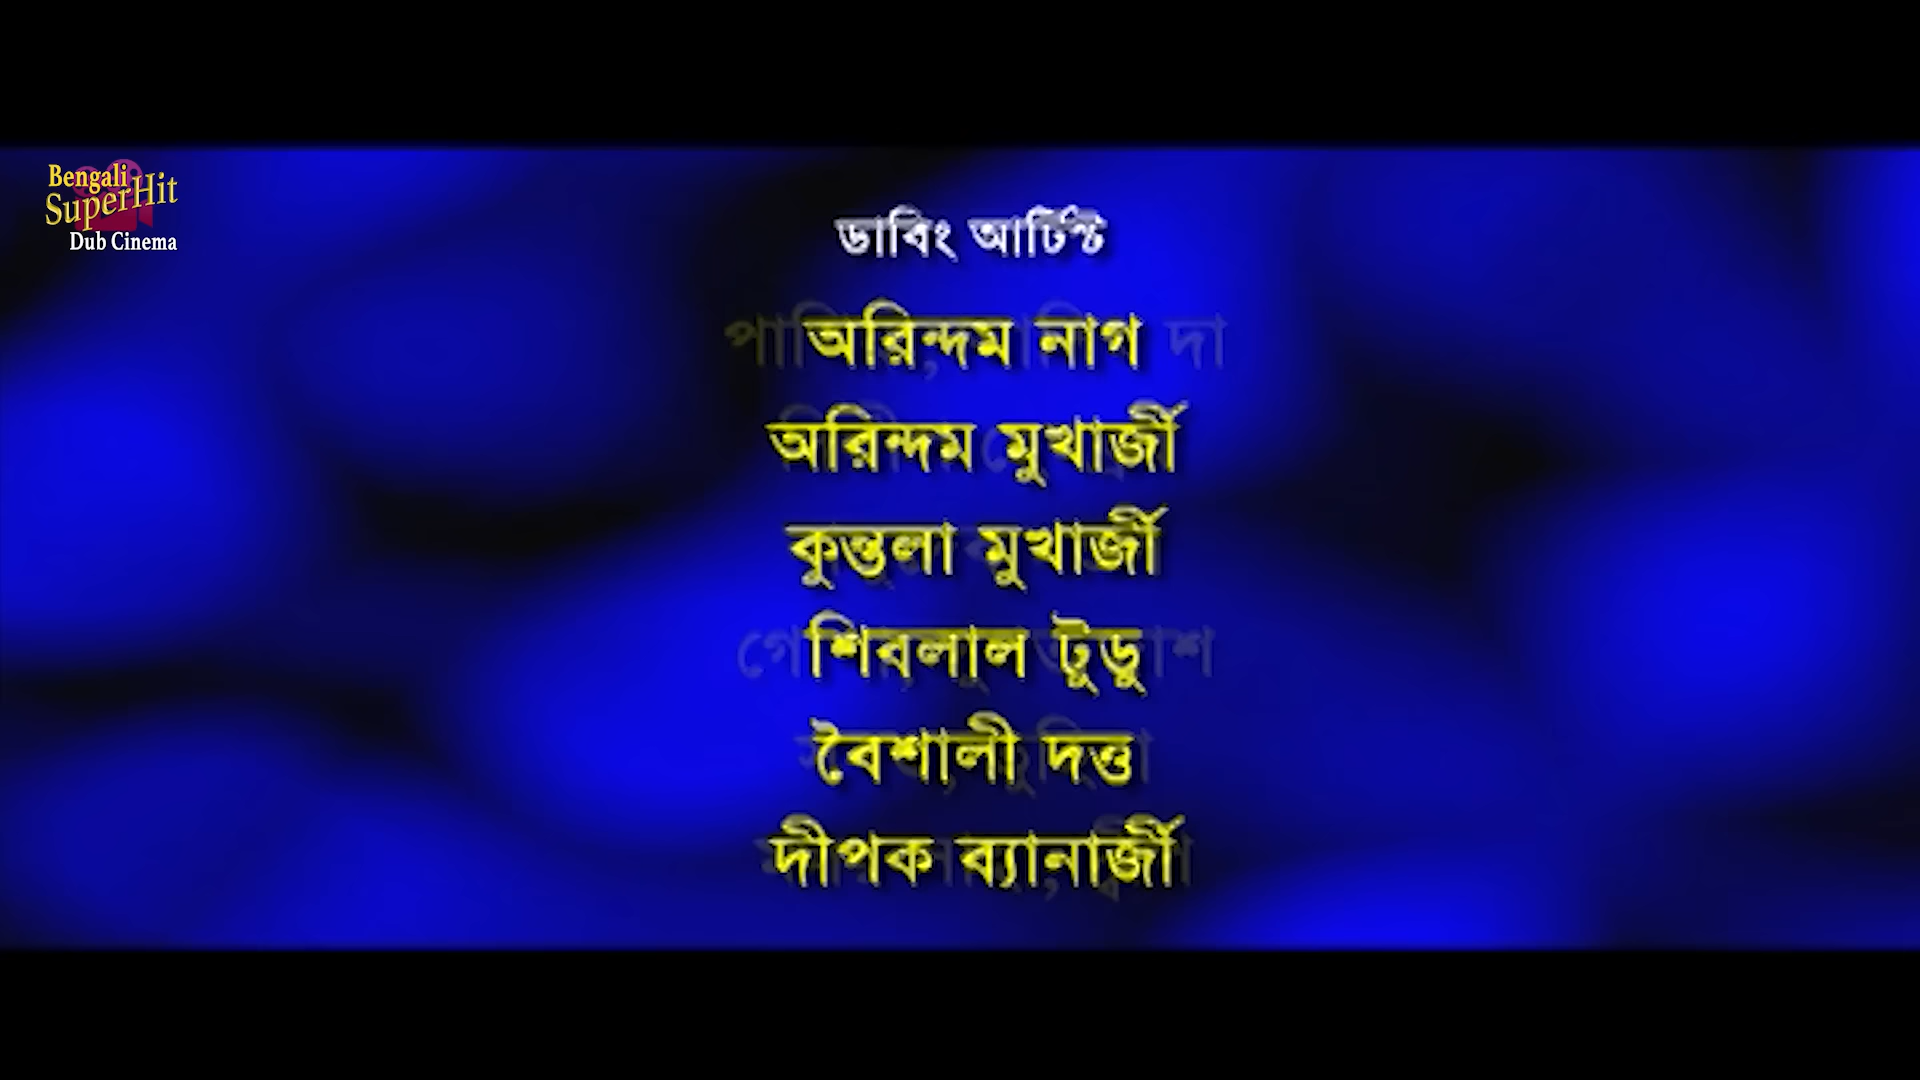 Bengali
SuperHit
Dub Cinema
ডাবিং আর্টিস্ট
অরিন্দম নাগ
অরিন্দম মুখার্জী
কুন্তলা মুখার্জী
শিবলাল টুডু
বৈশালী দত্ত
দীপক ব্যানার্জী